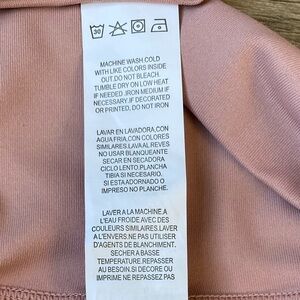 30
MACHINE WASH.COLD
WITH LIKE COLORS INSIDE
OUT.DO NOT BLEACH.
TUMBLE DRY ON LOW HEAT
IF NEEDED .IRON MEDIUM IF
NECESSARY.IF DECORATED
OR PRINTED, DO NOT IRON
LAVAR EN LAVADORA,CON
AGUA FRIA,CON COLORES
SIMILARES.LAVA AL REVES
NO USAR BLANQUEANTE
SECAR EN SECADORA
CICLO LENTO.PLANCHA
TIBIA SI NECESARIO.
SI ESTA ADORNADO O
IMPRESO NO PLANCHE.
LAVER A LA MACHINE.A
L'EAU FROIDE AVEC DES
COULEURS SIMILAIRES.LAVER
A L'ENVERS.NE PAS UTILISER
D'AGENTS DE BLANCHIMENT.
SECHER A BASSE
TEMPERATURE.REPASSER
AU BESOIN.SI DECORE OU
IMPRIME NE PAS REPASSER